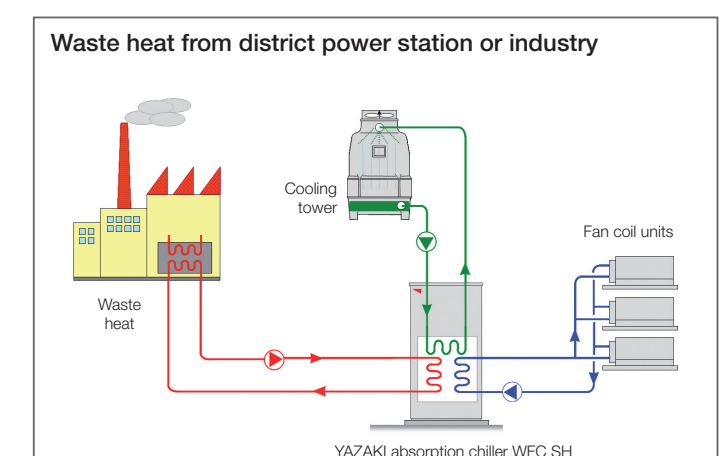 Waste heat from district power station or industry
Cooling
tower
Fan coil units
Waste
heat
YAZAKI absorption chiller WFC SH